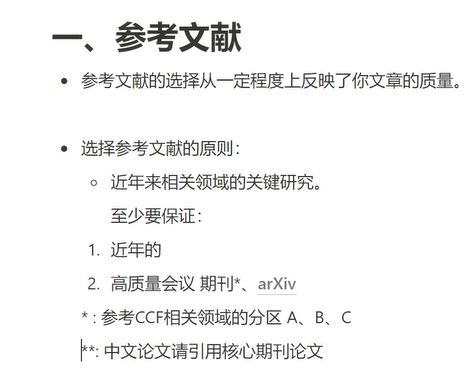 一、参考文献
• 参考文献的选择从一定程度上反映了你文章的质量。
• 选择参考文献的原则：
○ 近年来相关领域的关键研究。
至少要保证：
1. 近年的
2. 高质量会议 期刊*、arXiv
* : 参考CCF相关领域的分区 A、B、C
**: 中文论文请引用核心期刊论文